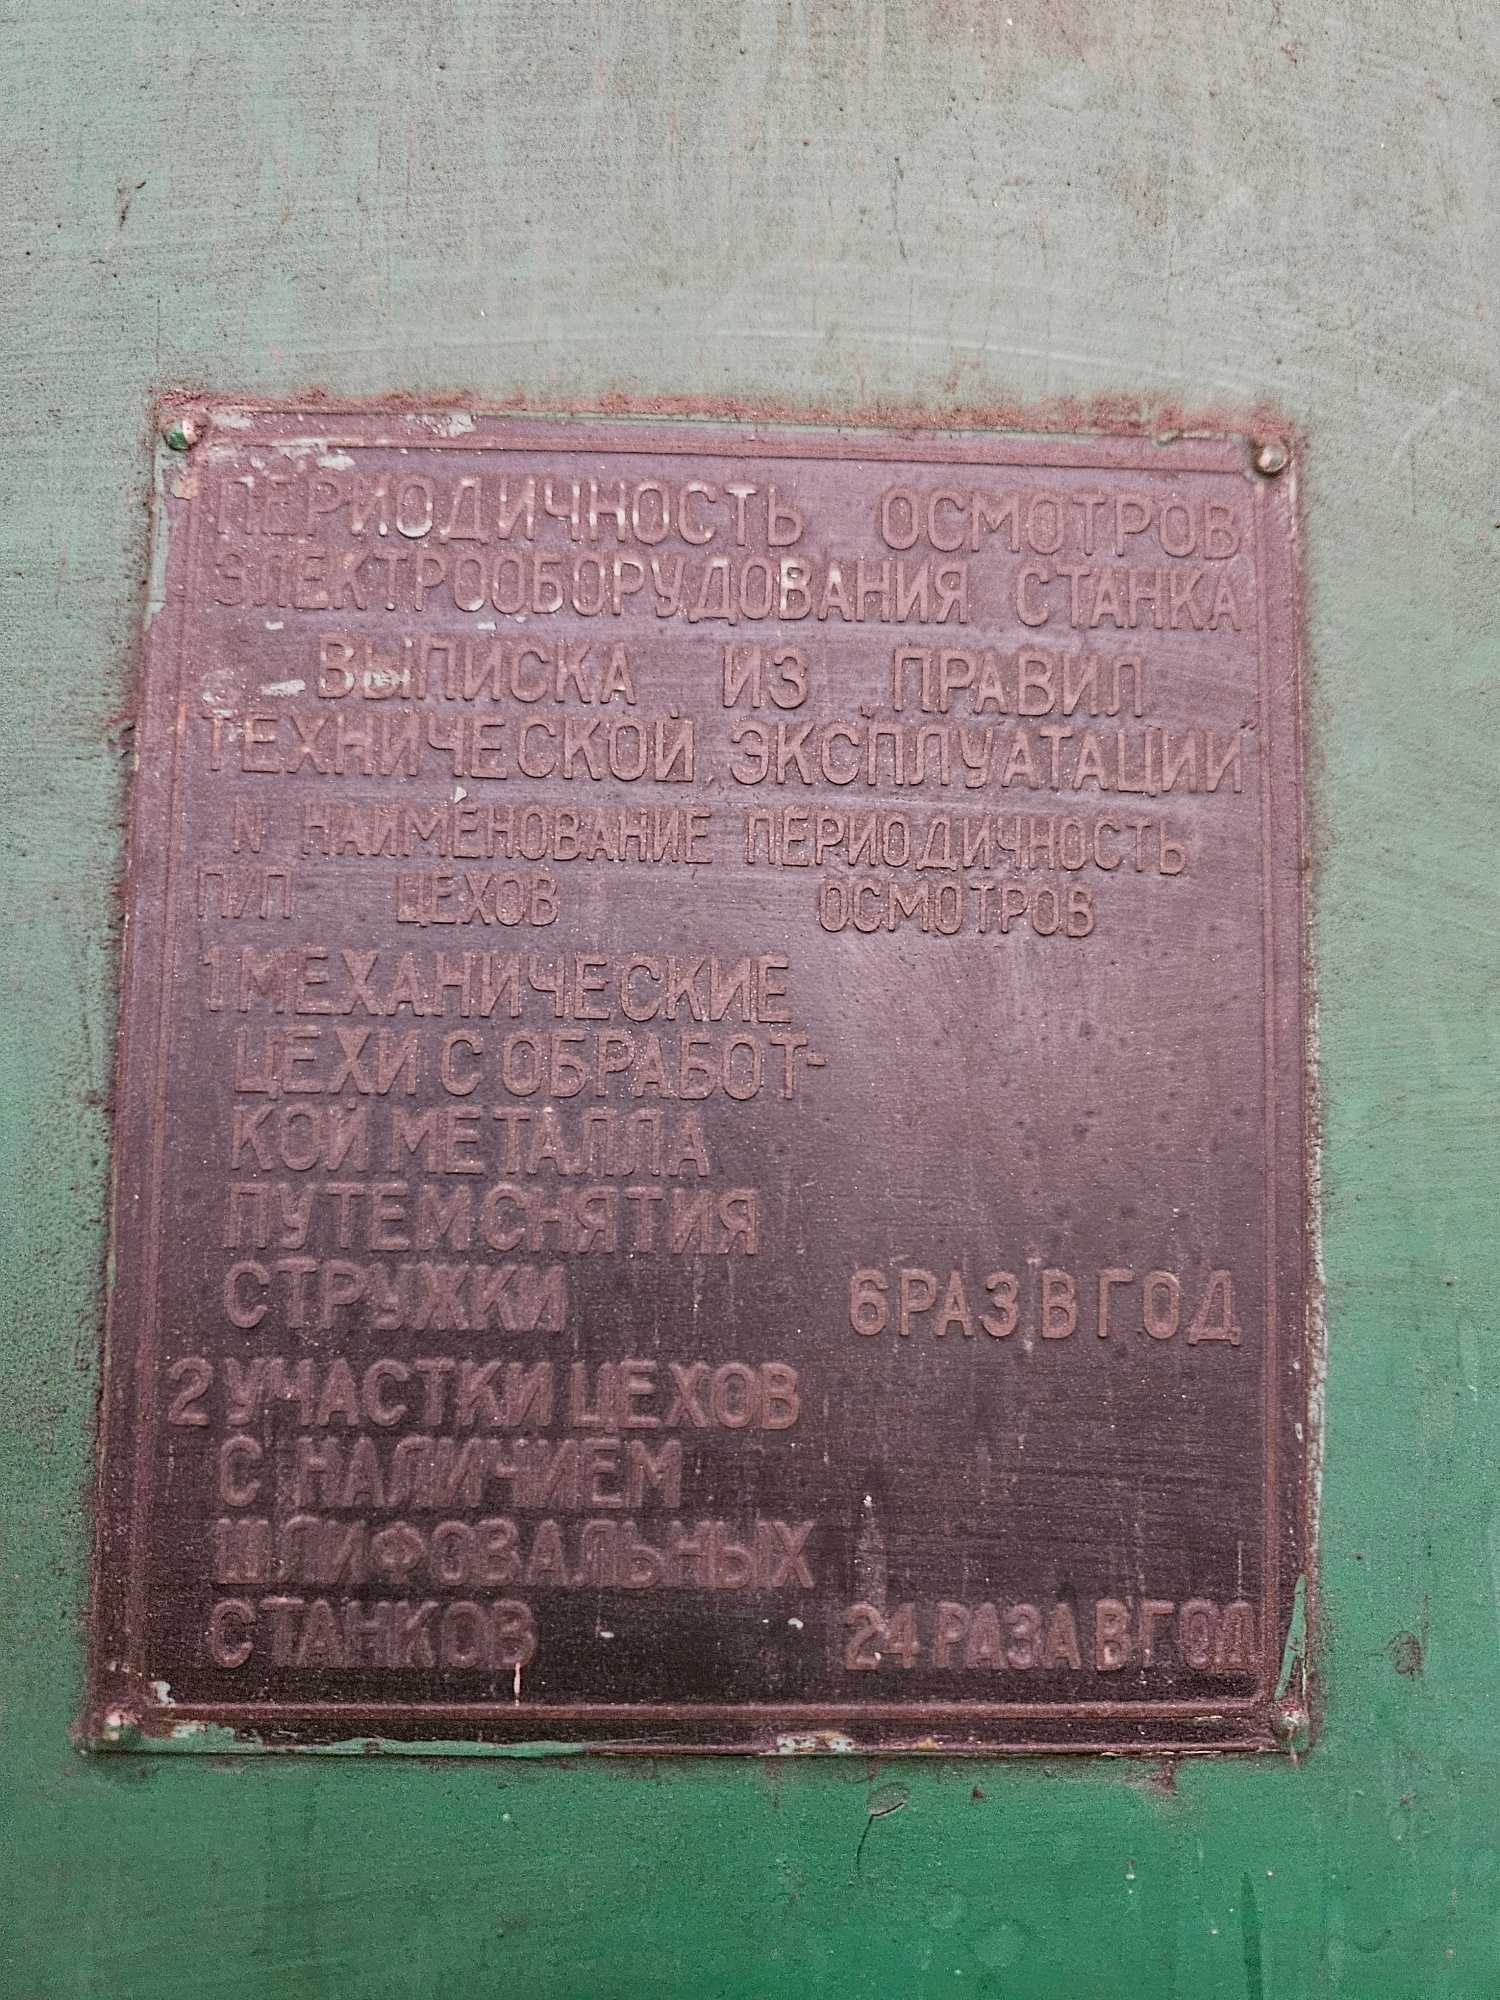 ПЕРИОДИЧНОСТЬ ОСМОТРОВ
ЭЛЕКТРООБОРУДОВАНИЯ СТАНКА
ВЫПИСКА ИЗ ПРАВИЛ
ТЕХНИЧЕСКОЙ ЭКСПЛУАТАЦИИ
N НАИМЕНОВАНИЕ ПЕРИОДИЧНОСТЬ
П/П ЦЕХОВ ОСМОТРОВ
1 МЕХАНИЧЕСКИЕ
ЦЕХИ С ОБРАБОТ-
КОЙ МЕТАЛЛА
ПУТЕМ СНЯТИЯ
СТРУЖКИ 6 РАЗ В ГОД
2 УЧАСТКИ ЦЕХОВ
С НАЛИЧИЕМ
ШЛИФОВАЛЬНЫХ
СТАНКОВ 24 РАЗА В ГОД